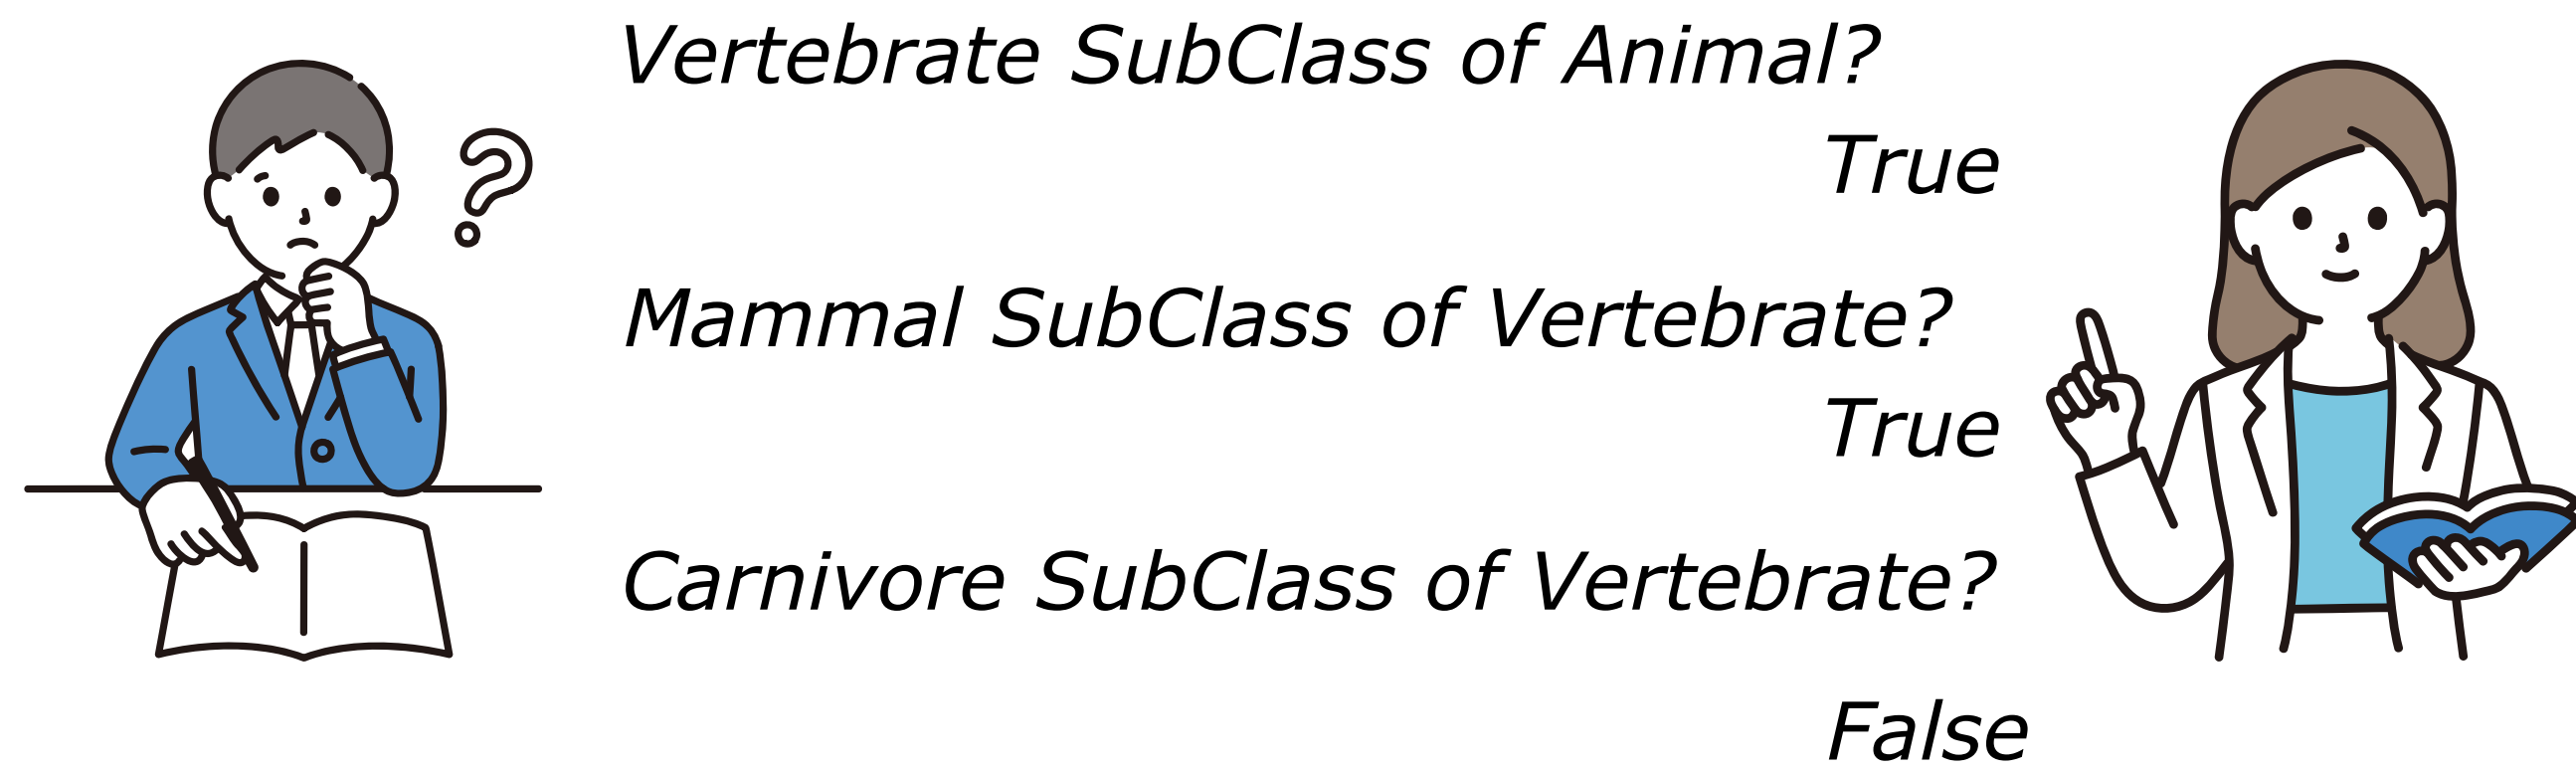 Vertebrate SubClass of Animal?
True
Mammal SubClass of Vertebrate?
True
Carnivore SubClass of Vertebrate?
False